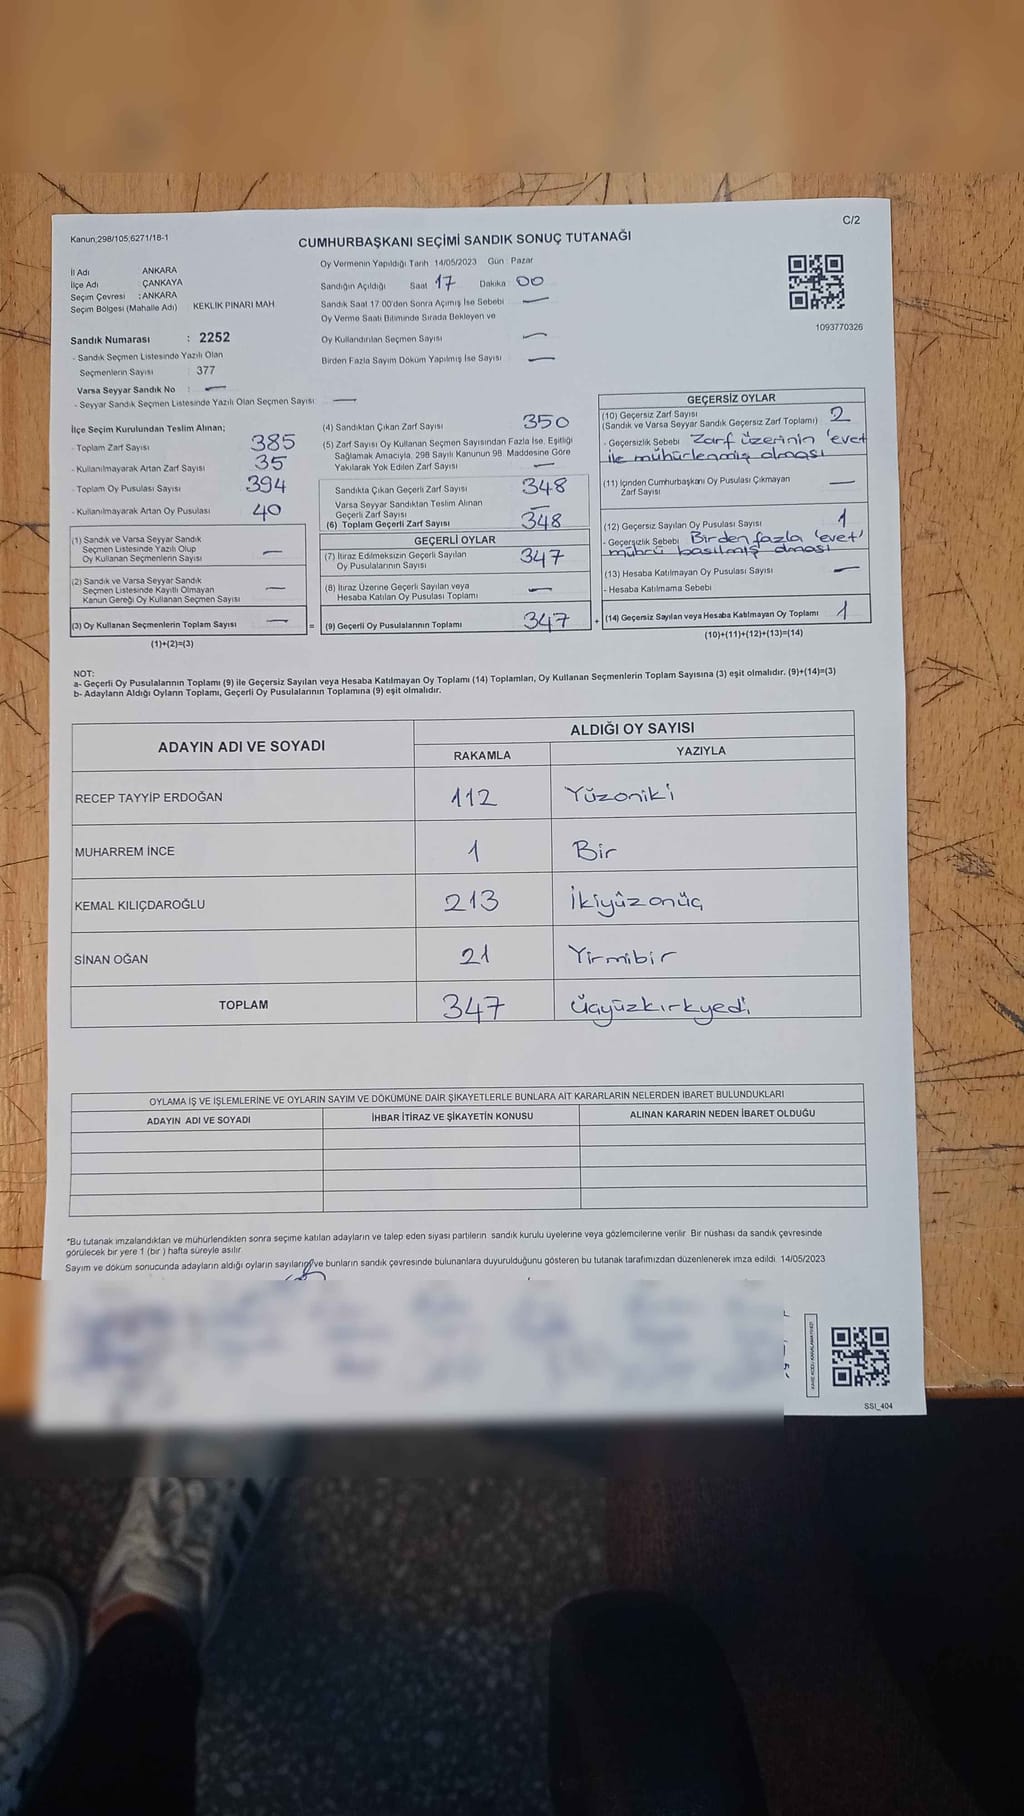 Kanun;298/105;6271/18-1
C/2
CUMHURBAŞKANI SEÇİMİ SANDIK SONUÇ TUTANAĞI
İl Adı ANKARA
İlçe Adı ÇANKAYA
Seçim Çevresi : ANKARA
Seçim Bölgesi (Mahalle Adı) KEKLİK PINARI MAH
Sandık Numarası : 2252
- Sandık Seçmen Listesinde Yazılı Olan
Seçmenlerin Sayısı 377
Varsa Seyyar Sandık No : —
- Seyyar Sandık Seçmen Listesinde Yazılı Olan Seçmen Sayısı: —
Oy Vermenin Yapıldığı Tarih 14/05/2023 Gün : Pazar
Sandığın Açıldığı Saat 17 Dakika 00
Sandık Saat 17:00'den Sonra Açımış İse Sebebi —
Oy Verme Saati Bitiminde Sırada Bekleyen ve
Oy Kullandırılan Seçmen Sayısı —
Birden Fazla Sayım Döküm Yapılmış İse Sayısı —
1093770326
İlçe Seçim Kurulundan Teslim Alınan;
- Toplam Zarf Sayısı 385
- Kullanılmayarak Artan Zarf Sayısı 35
- Toplam Oy Pusulası Sayısı 394
- Kullanılmayarak Artan Oy Pusulası 40
(1) Sandık ve Varsa Seyyar Sandık
Seçmen Listesinde Yazılı Olup
Oy Kullanan Seçmenlerin Sayısı —
(2) Sandık ve Varsa Seyyar Sandık
Seçmen Listesinde Kayıtlı Olmayan
Kanun Gereği Oy Kullanan Seçmen Sayısı —
(3) Oy Kullanan Seçmenlerin Toplam Sayısı —
(1)+(2)=(3)
(4) Sandıktan Çıkan Zarf Sayısı 350
(5) Zarf Sayısı Oy Kullanan Seçmen Sayısından Fazla İse, Eşitliği
Sağlamak Amacıyla, 298 Sayılı Kanunun 98. Maddesine Göre
Yakılarak Yok Edilen Zarf Sayısı —
Sandıkta Çıkan Geçerli Zarf Sayısı 348
Varsa Seyyar Sandıktan Teslim Alınan
Geçerli Zarf Sayısı —
(6) Toplam Geçerli Zarf Sayısı 348
GEÇERLİ OYLAR
(7) İtiraz Edilmeksizin Geçerli Sayılan
Oy Pusulalarının Sayısı 347
(8) İtiraz Üzerine Geçerli Sayılan veya
Hesaba Katılan Oy Pusulası Toplamı —
= (9) Geçerli Oy Pusulalarının Toplamı 347
GEÇERSİZ OYLAR
(10) Geçersiz Zarf Sayısı 2
(Sandık ve Varsa Seyyar Sandık Geçersiz Zarf Toplamı)
- Geçersizlik Sebebi Zarf üzerinin 'evet'
ile mühürlenmiş olması
(11) İçinden Cumhurbaşkanı Oy Pusulası Çıkmayan
Zarf Sayısı —
(12) Geçersiz Sayılan Oy Pusulası Sayısı 1
- Geçerşizlik Sebebi Birden fazla 'evet'
mührü basılmış olması
(13) Hesaba Katılmayan Oy Pusulası Sayısı —
- Hesaba Katılmama Sebebi
+ (14) Geçersiz Sayılan veya Hesaba Katılmayan Oy Toplamı 1
(10)+(11)+(12)+(13)=(14)
NOT:
a- Geçerli Oy Pusulalarının Toplamı (9) ile Geçersiz Sayılan veya Hesaba Katılmayan Oy Toplamı (14) Toplamları, Oy Kullanan Seçmenlerin Toplam Sayısına (3) eşit olmalıdır. (9)+(14)=(3)
b- Adayların Aldığı Oyların Toplamı, Geçerli Oy Pusulalarının Toplamına (9) eşit olmalıdır.
ADAYIN ADI VE SOYADI
ALDIĞI OY SAYISI
RAKAMLA YAZIYLA
RECEP TAYYİP ERDOĞAN 112 Yüzoniki
MUHARREM İNCE 1 Bir
KEMAL KILIÇDAROĞLU 213 İkiyüzonüç
SİNAN OĞAN 21 Yirmibir
TOPLAM 347 Üçyüzkırkyedi
OYLAMA İŞ VE İŞLEMLERİNE VE OYLARIN SAYIM VE DÖKÜMÜNE DAİR ŞİKAYETLERLE BUNLARA AİT KARARLARIN NELERDEN İBARET BULUNDUKLARI
ADAYIN ADI VE SOYADI İHBAR İTİRAZ VE ŞİKAYETİN KONUSU ALINAN KARARIN NEDEN İBARET OLDUĞU
*Bu tutanak imzalandıktan ve mühürlendikten sonra seçime katılan adayların ve talep eden siyasi partilerin sandık kurulu üyelerine veya gözlemcilerine verilir. Bir nüshası da sandık çevresinde
görülecek bir yere 1 (bir) hafta süreyle asılır.
Sayım ve döküm sonucunda adayların aldığı oyların sayılarını ve bunların sandık çevresinde bulunanlara duyurulduğunu gösteren bu tutanak tarafımızdan düzenlenerek imza edildi. 14/05/2023
SSI_404